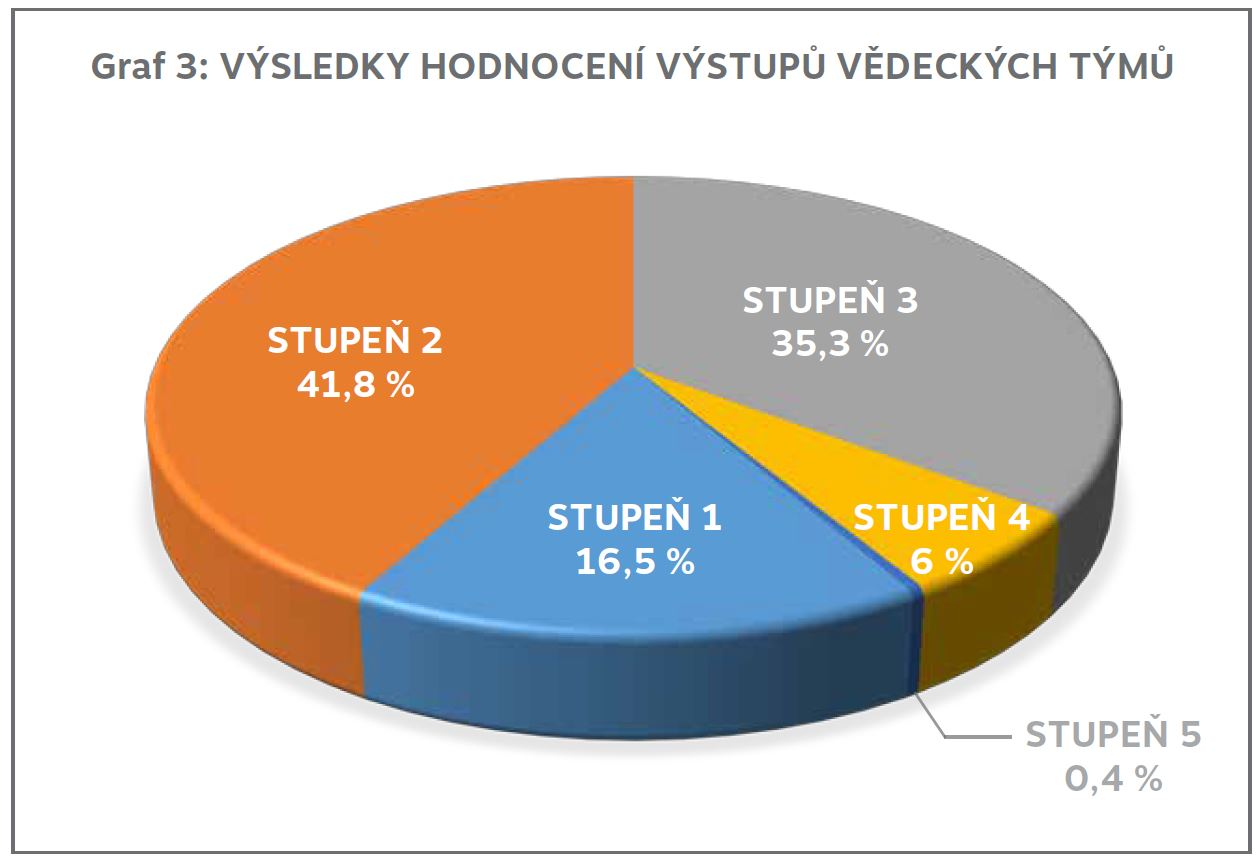 Graf 3: VÝSLEDKY HODNOCENÍ VÝSTUPŮ VĚDECKÝCH TÝMŮ
STUPEŇ 3
35,3 %
STUPEŇ 2
41,8 %
STUPEŇ 1
16,5 %
STUPEŇ 4
6 %
STUPEŇ 5
0,4 %